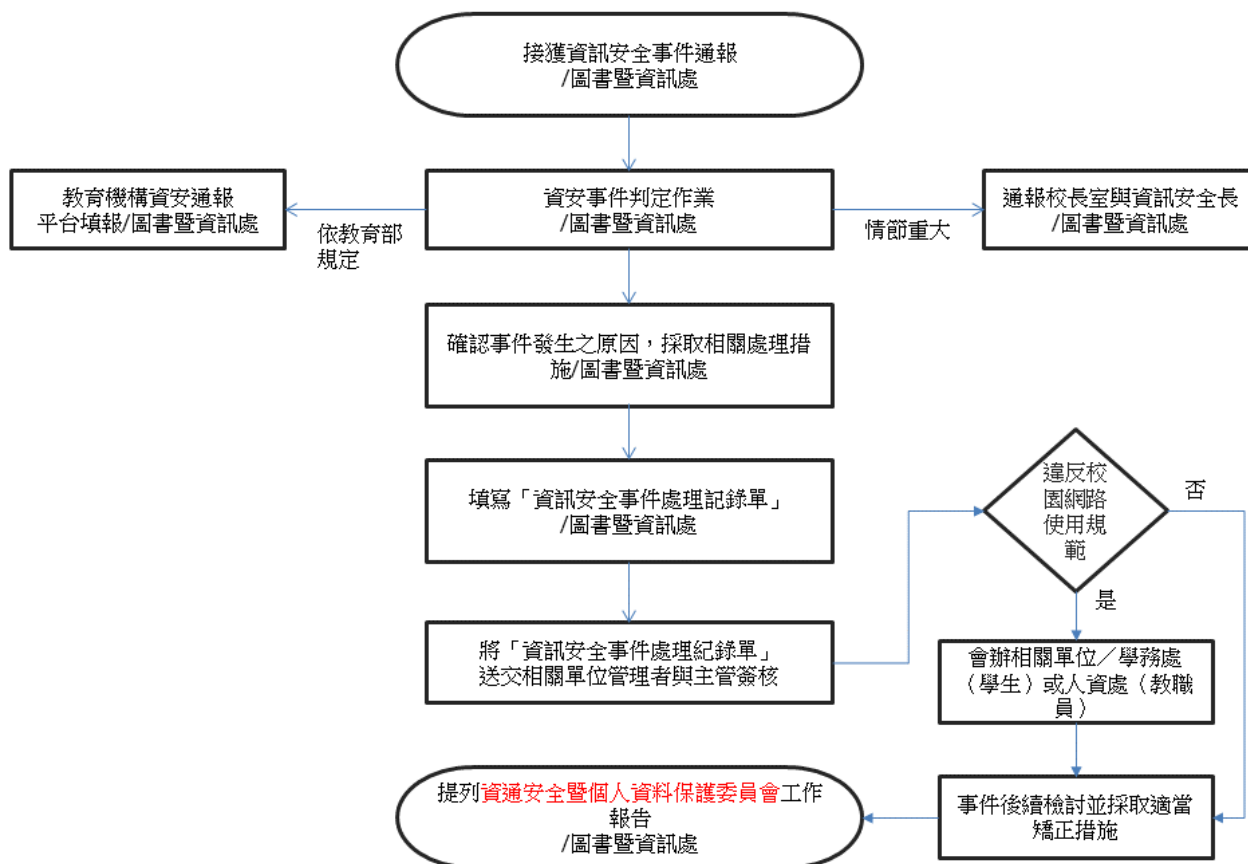 接獲資訊安全事件通報
/圖書暨資訊處
教育機構資安通報
平台填報/圖書暨資訊處
資安事件判定作業
/圖書暨資訊處
通報校長室與資訊安全長
/圖書暨資訊處
依教育部
規定
情節重大
確認事件發生之原因，採取相關處理措
施/圖書暨資訊處
填寫「資訊安全事件處理記錄單」
/圖書暨資訊處
違反校
園網路
使用規
範
否
是
將「資訊安全事件處理紀錄單」
送交相關單位管理者與主管簽核
會辦相關單位／學務處
（學生）或人資處（教職
員）
事件後續檢討並採取適當
矯正措施
提列資通安全暨個人資料保護委員會工作
報告
/圖書暨資訊處